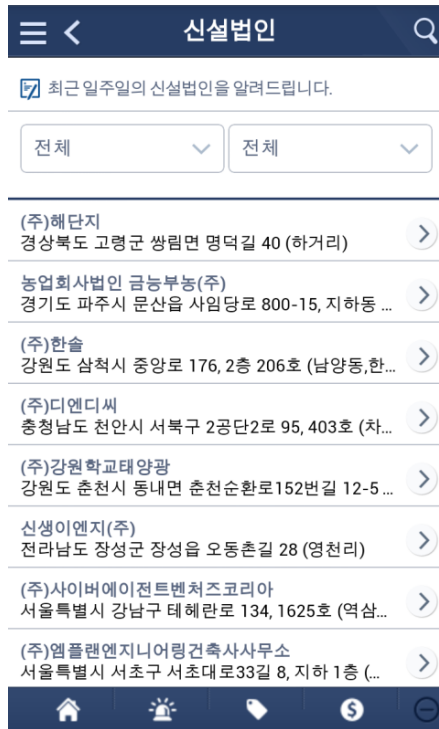 신설법인
최근 일주일의 신설법인을 알려드립니다.
전체 전체
(주)해단지
경상북도 고령군 쌍림면 명덕길 40 (하거리)
농업회사법인 금능부농(주)
경기도 파주시 문산읍 사임당로 800-15, 지하동 ...
(주)한솔
강원도 삼척시 중앙로 176, 2층 206호 (남양동,한...
(주)디엔디씨
충청남도 천안시 서북구 2공단2로 95, 403호 (차...
(주)강원학교태양광
강원도 춘천시 동내면 춘천순환로152번길 12-5 ...
신생이엔지(주)
전라남도 장성군 장성읍 오동촌길 28 (영천리)
(주)사이버에이전트벤처즈코리아
서울특별시 강남구 테헤란로 134, 1625호 (역삼...
(주)엠플랜엔지니어링건축사사무소
서울특별시 서초구 서초대로33길 8, 지하 1층 (...